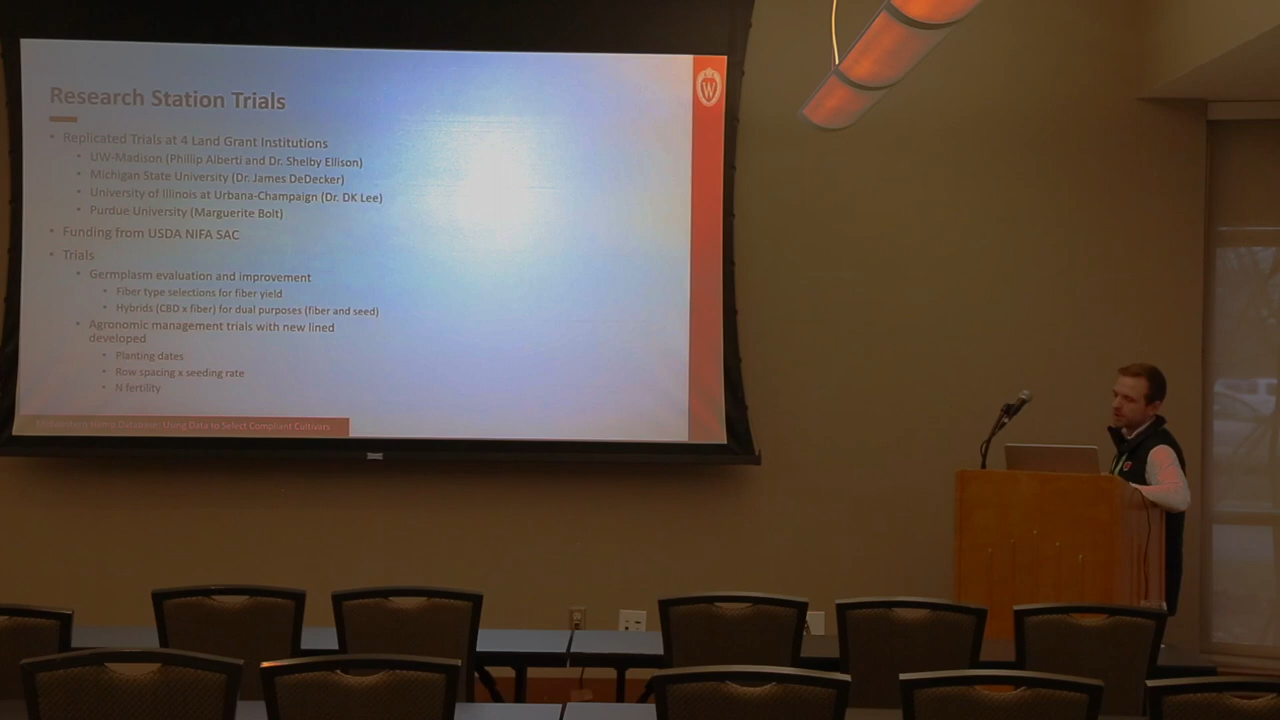 Research Station Trials
W
• Replicated Trials at 4 Land Grant Institutions
• UW-Madison (Phillip Alberti and Dr. Shelby Ellison)
• Michigan State University (Dr. James DeDecker)
• University of Illinois at Urbana-Champaign (Dr. DK Lee)
• Purdue University (Marguerite Bolt)
• Funding from USDA NIFA SAC
• Trials
• Germplasm evaluation and improvement
• Fiber type selections for fiber yield
• Hybrids (CBD x fiber) for dual purposes (fiber and seed)
• Agronomic management trials with new lined
developed
• Planting dates
• Row spacing x seeding rate
• N fertility
Midwestern Hemp Database: Using Data to Select Compliant Cultivars